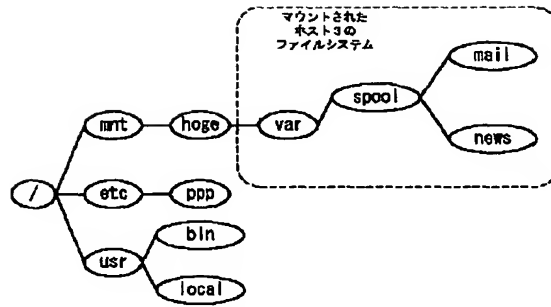 マウントされた
ホスト3の
ファイルシステム
mail
spool
mnt
hoge
var
news
/
etc
ppp
bin
usr
local